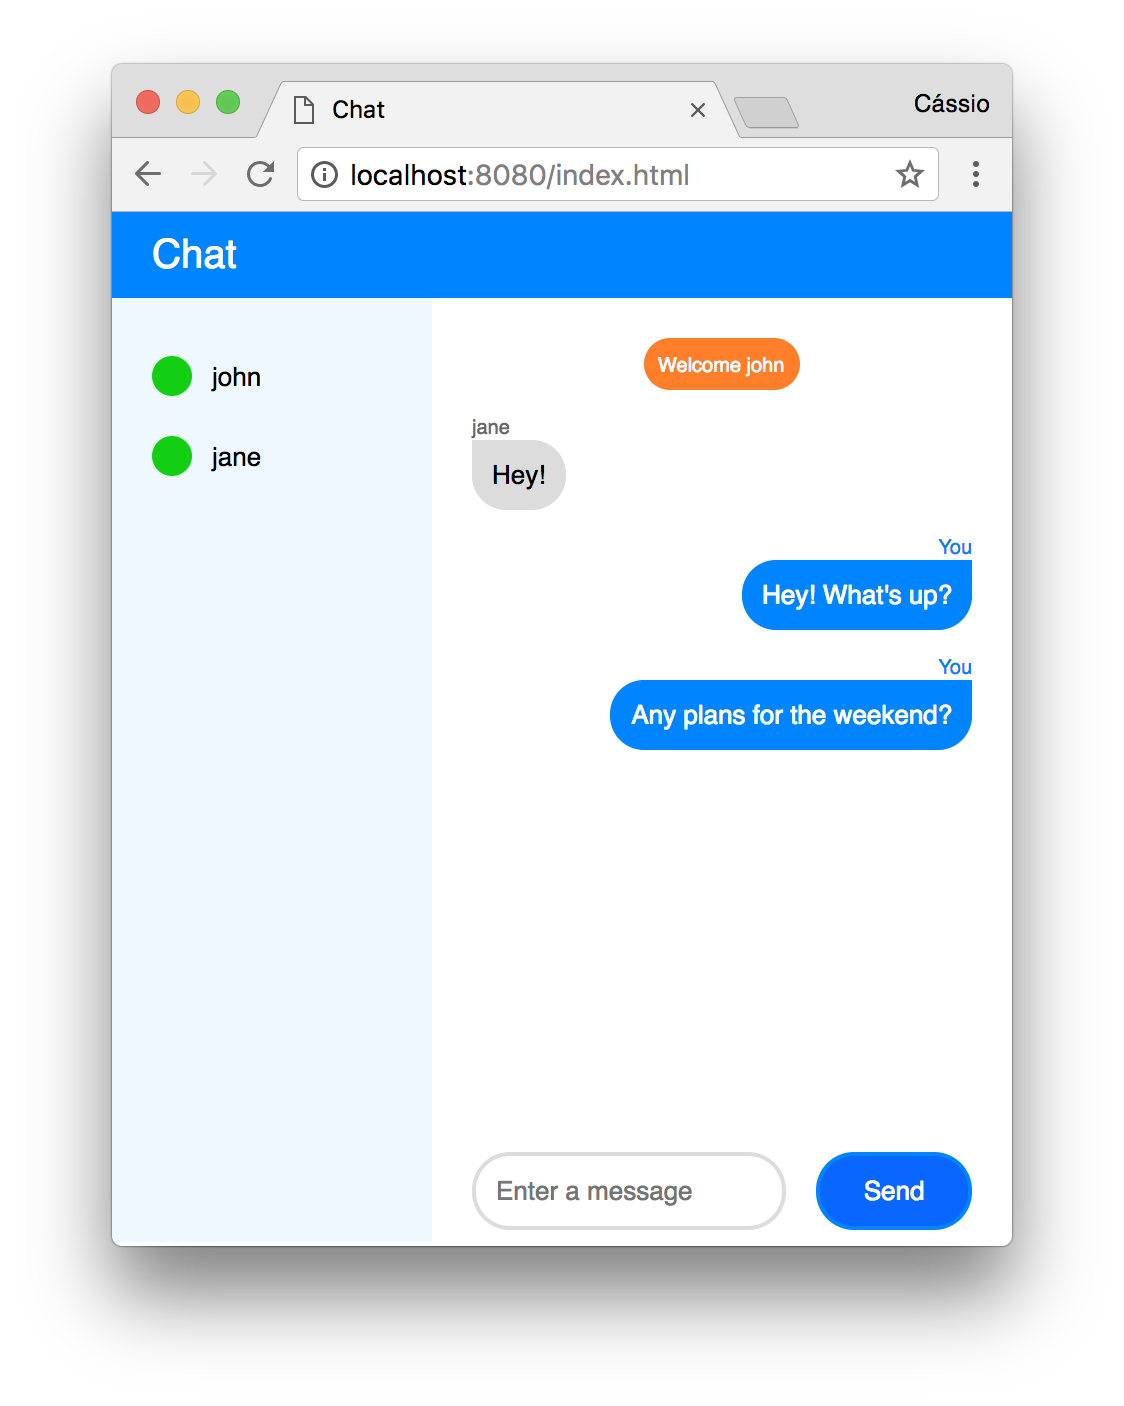 Chat
Cássio
localhost:8080/index.html
Chat
john
jane
Welcome john
jane
Hey!
You
Hey! What's up?
You
Any plans for the weekend?
Enter a message
Send